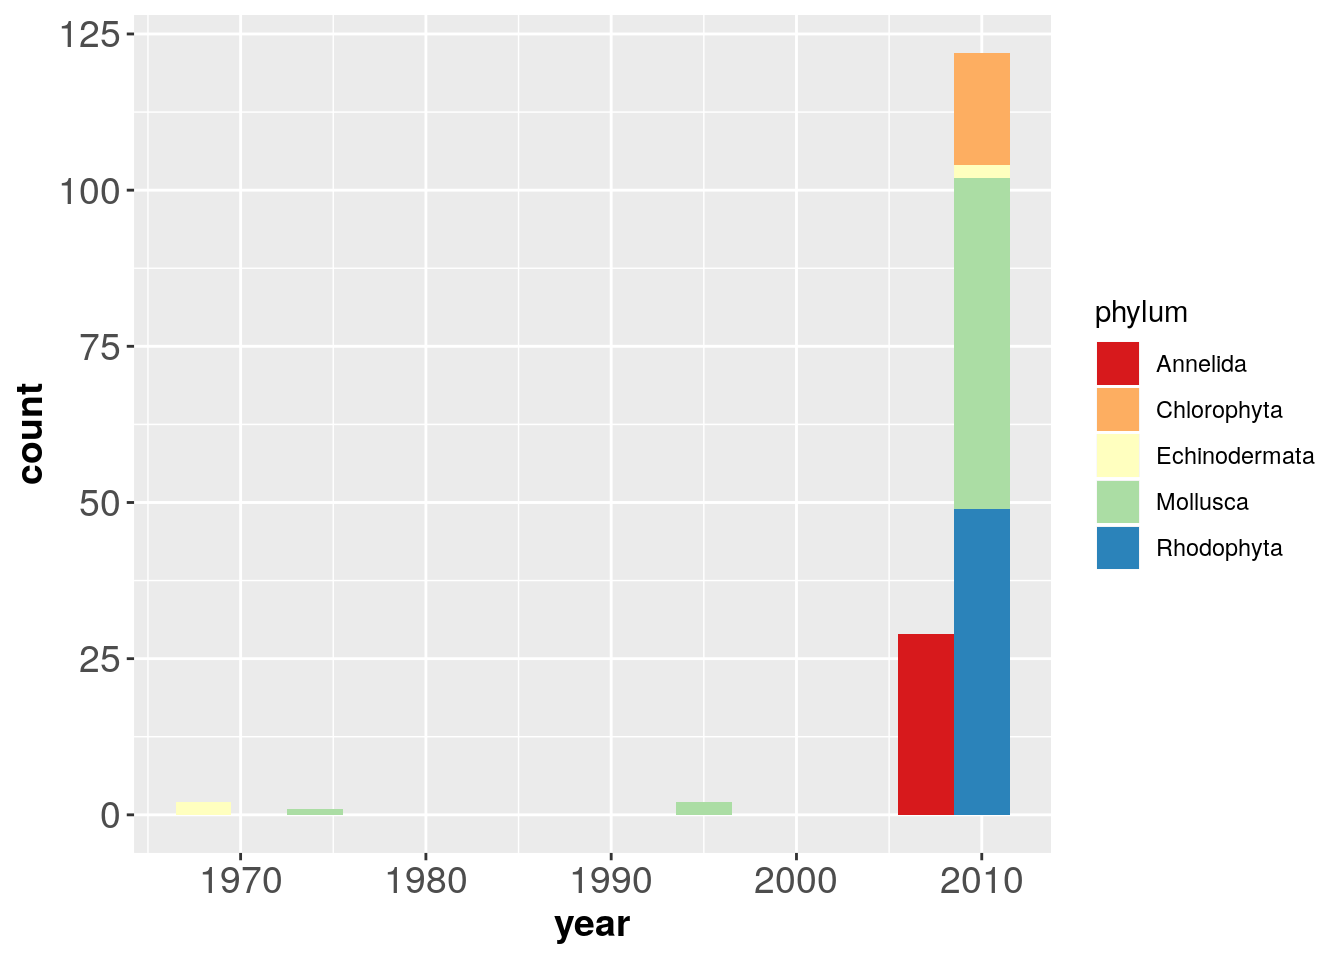 125
100
75
50
25
0
count
1970 1980 1990 2000 2010
year
phylum
Annelida
Chlorophyta
Echinodermata
Mollusca
Rhodophyta